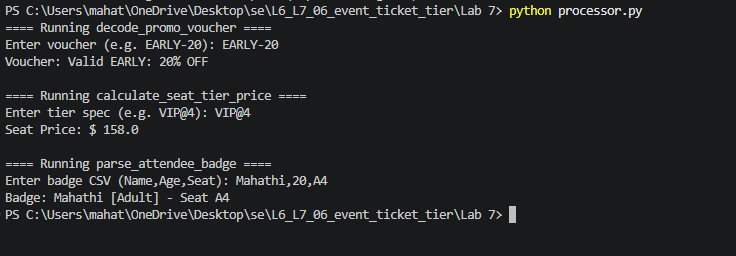 PS C:\Users\mahat\OneDrive\Desktop\se\L6_L7_06_event_ticket_tier\Lab 7> python processor.py
==== Running decode_promo_voucher ====
Enter voucher (e.g. EARLY-20): EARLY-20
Voucher: Valid EARLY: 20% OFF
==== Running calculate_seat_tier_price ====
Enter tier spec (e.g. VIP@4): VIP@4
Seat Price: $ 158.0
==== Running parse_attendee_badge ====
Enter badge CSV (Name,Age,Seat): Mahathi,20,A4
Badge: Mahathi [Adult] - Seat A4
PS C:\Users\mahat\OneDrive\Desktop\se\L6_L7_06_event_ticket_tier\Lab 7>